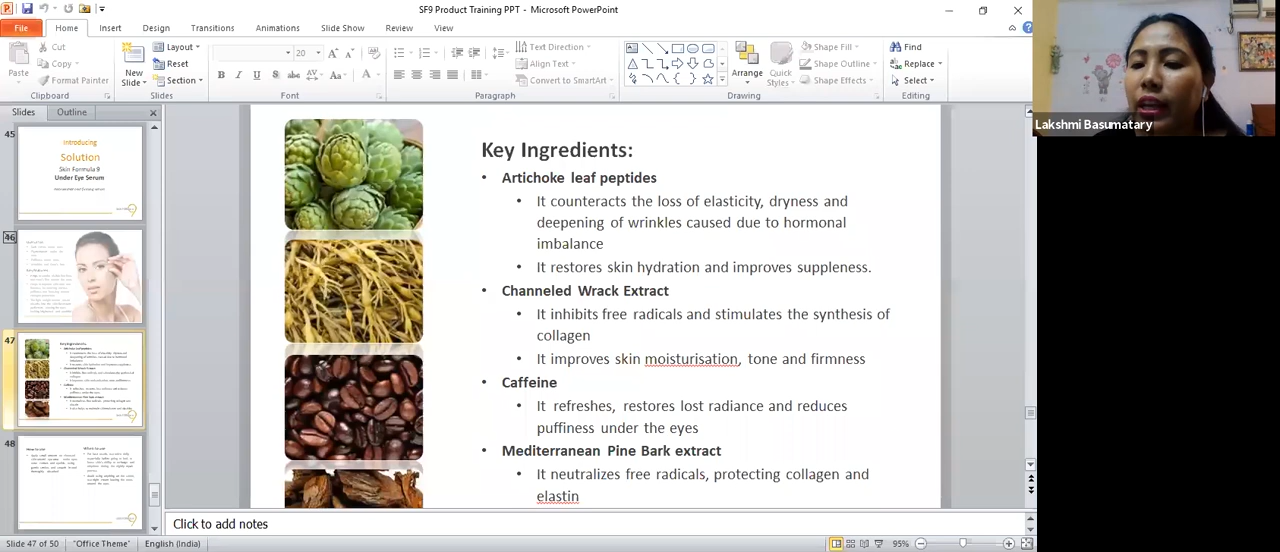 SF9 Product Training PPT - Microsoft PowerPoint
File
Home
Insert
Design
Transitions
Animations
Slide Show
Review
View
Paste
Cut
Copy
Format Painter
Clipboard
New
Slide
Layout
Reset
Section
Slides
20
Font
Text Direction
Align Text
Convert to SmartArt
Paragraph
Arrange
Quick
Styles
Shape Fill
Shape Outline
Shape Effects
Drawing
Find
Replace
Select
Editing
Lakshmi Basumatary
Slides
Outline
45
Introducing
Solution
Skin Formula 9
Under Eye Serum
46
47
48
Key Ingredients:
• Artichoke leaf peptides
• It counteracts the loss of elasticity, dryness and
deepening of wrinkles caused due to hormonal
imbalance
• It restores skin hydration and improves suppleness.
• Channeled Wrack Extract
• It inhibits free radicals and stimulates the synthesis of
collagen
• It improves skin moisturisation, tone and firmness
• Caffeine
• It refreshes, restores lost radiance and reduces
puffiness under the eyes
• Mediterranean Pine Bark extract
• It neutralizes free radicals, protecting collagen and
elastin
Click to add notes
Slide 47 of 50
"Office Theme"
English (India)
95%